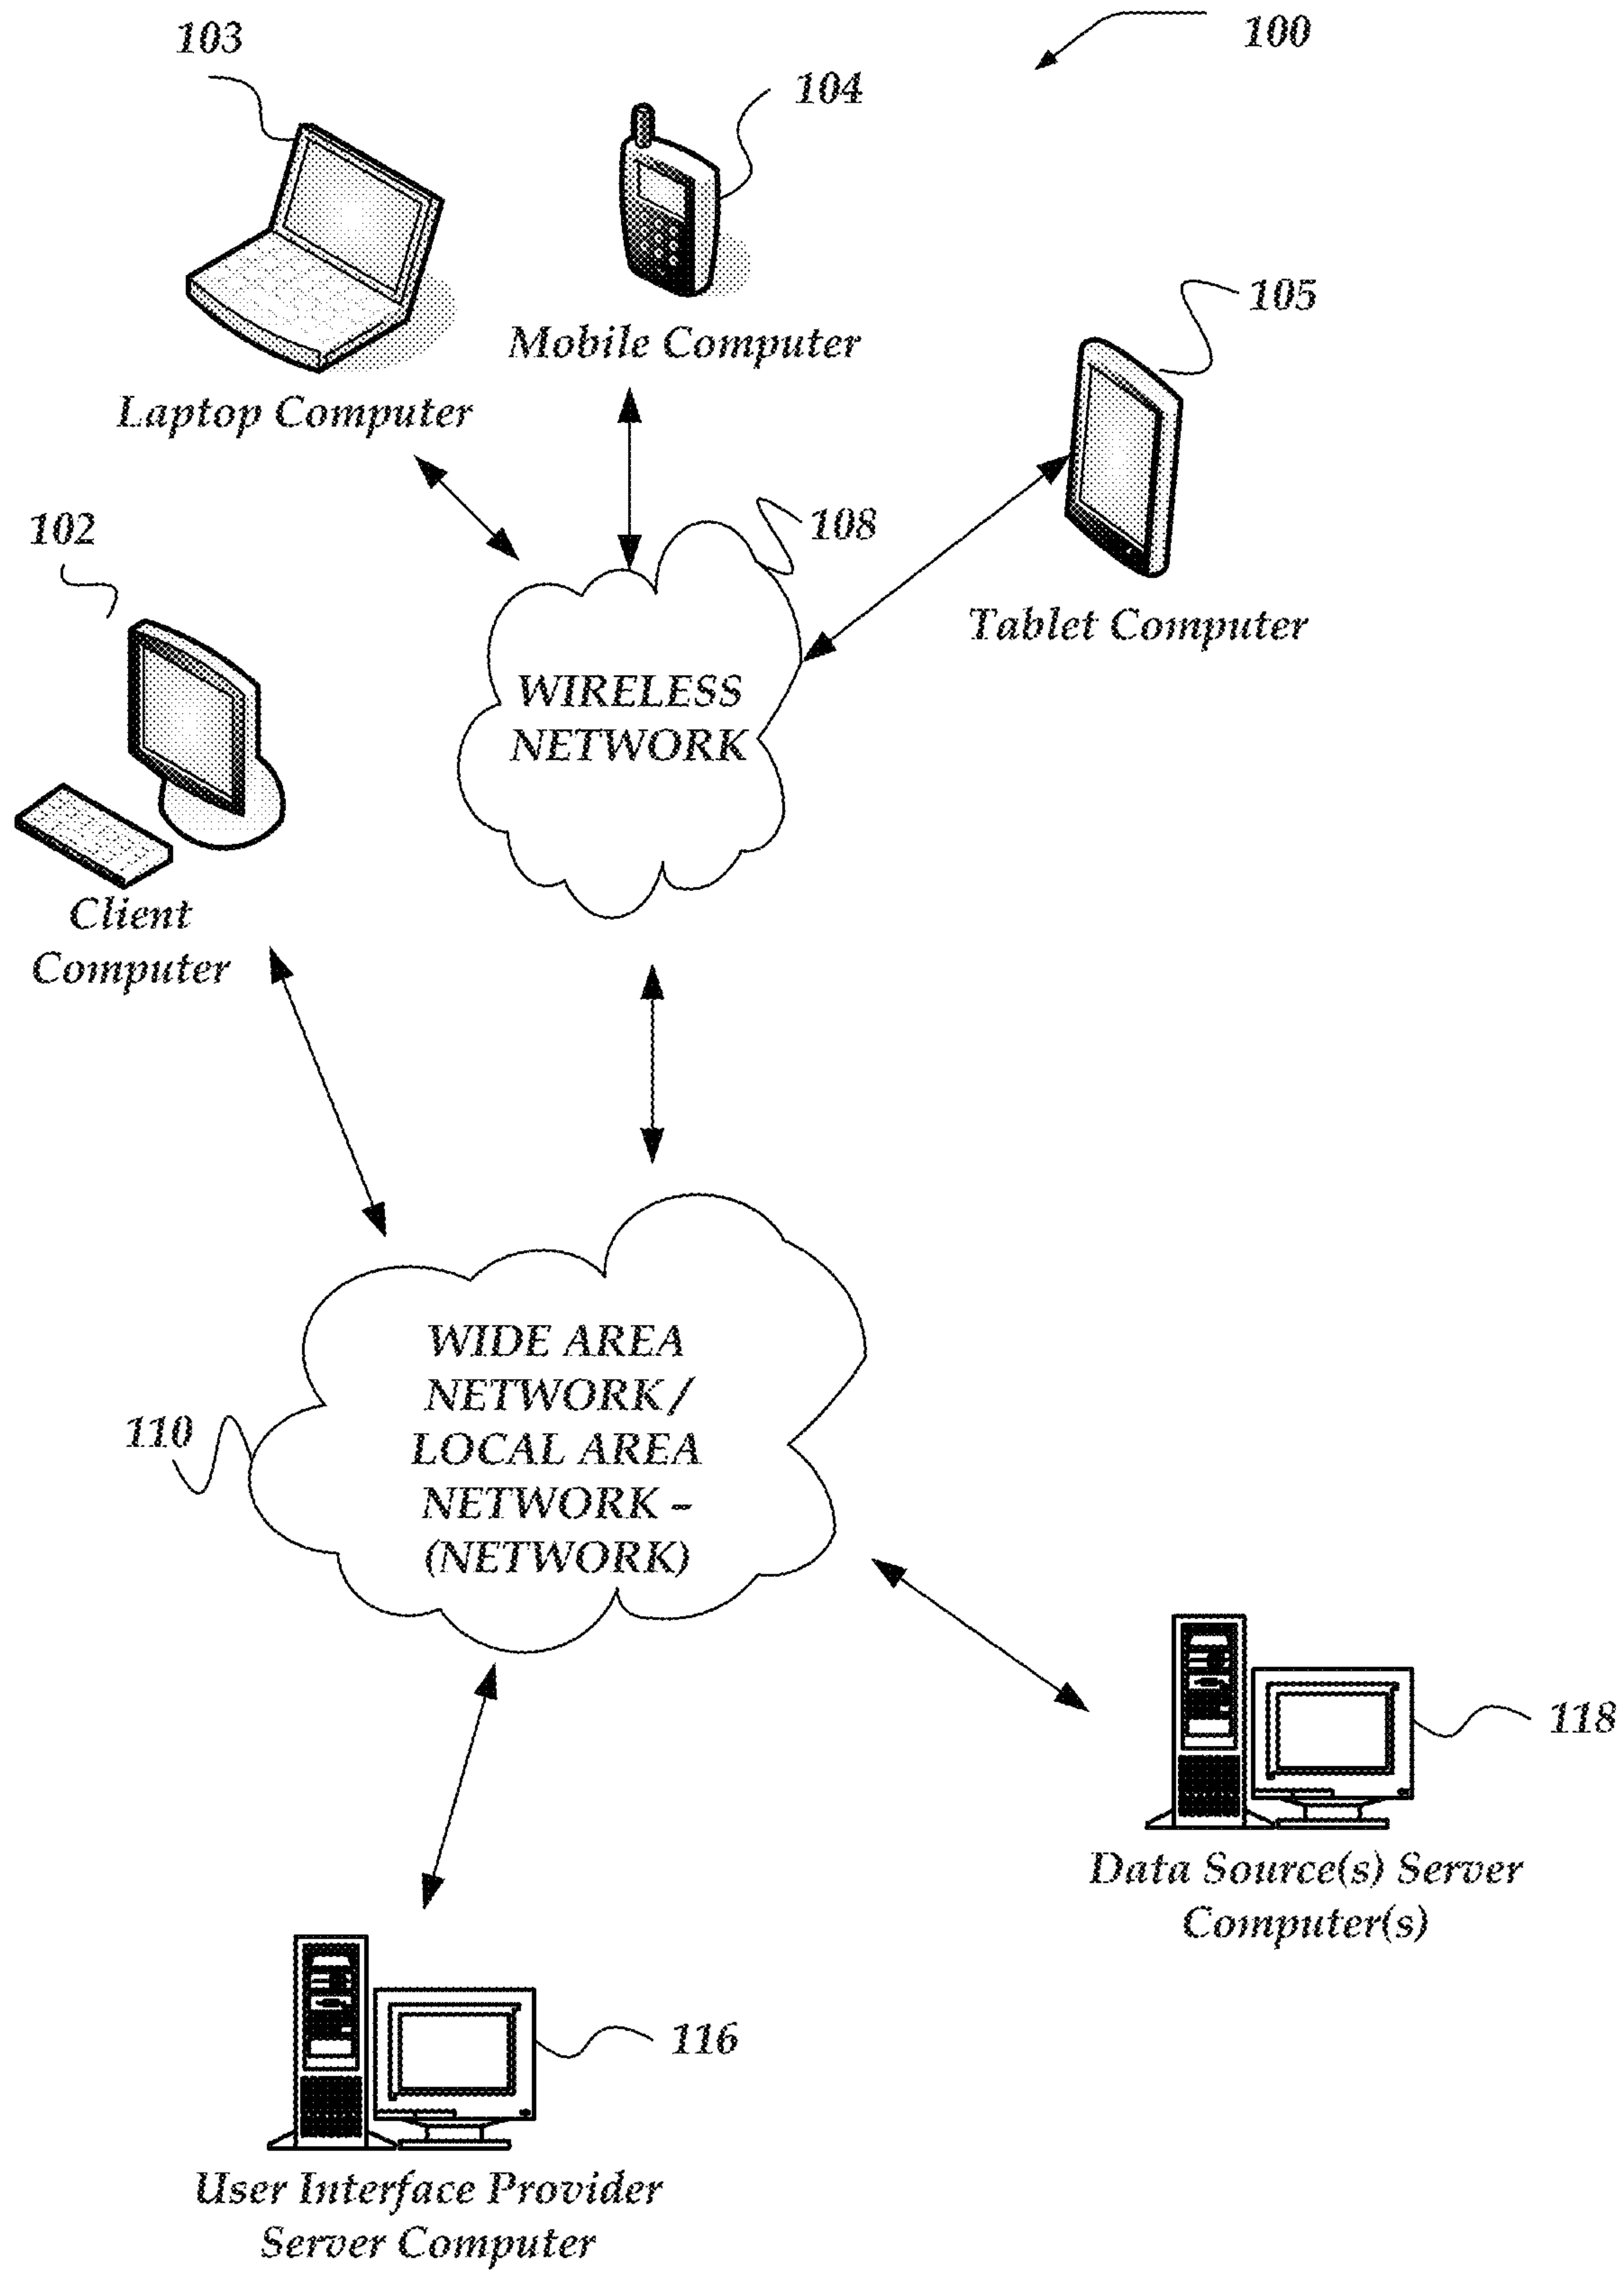 100
103
104
Mobile Computer
105
Laptop Computer
108
102
Tablet Computer
WIRELESS
NETWORK
Client
Computer
WIDE AREA
NETWORK /
LOCAL AREA
NETWORK –
(NETWORK)
110
118
Data Source(s) Server
Computer(s)
116
User Interface Provider
Server Computer